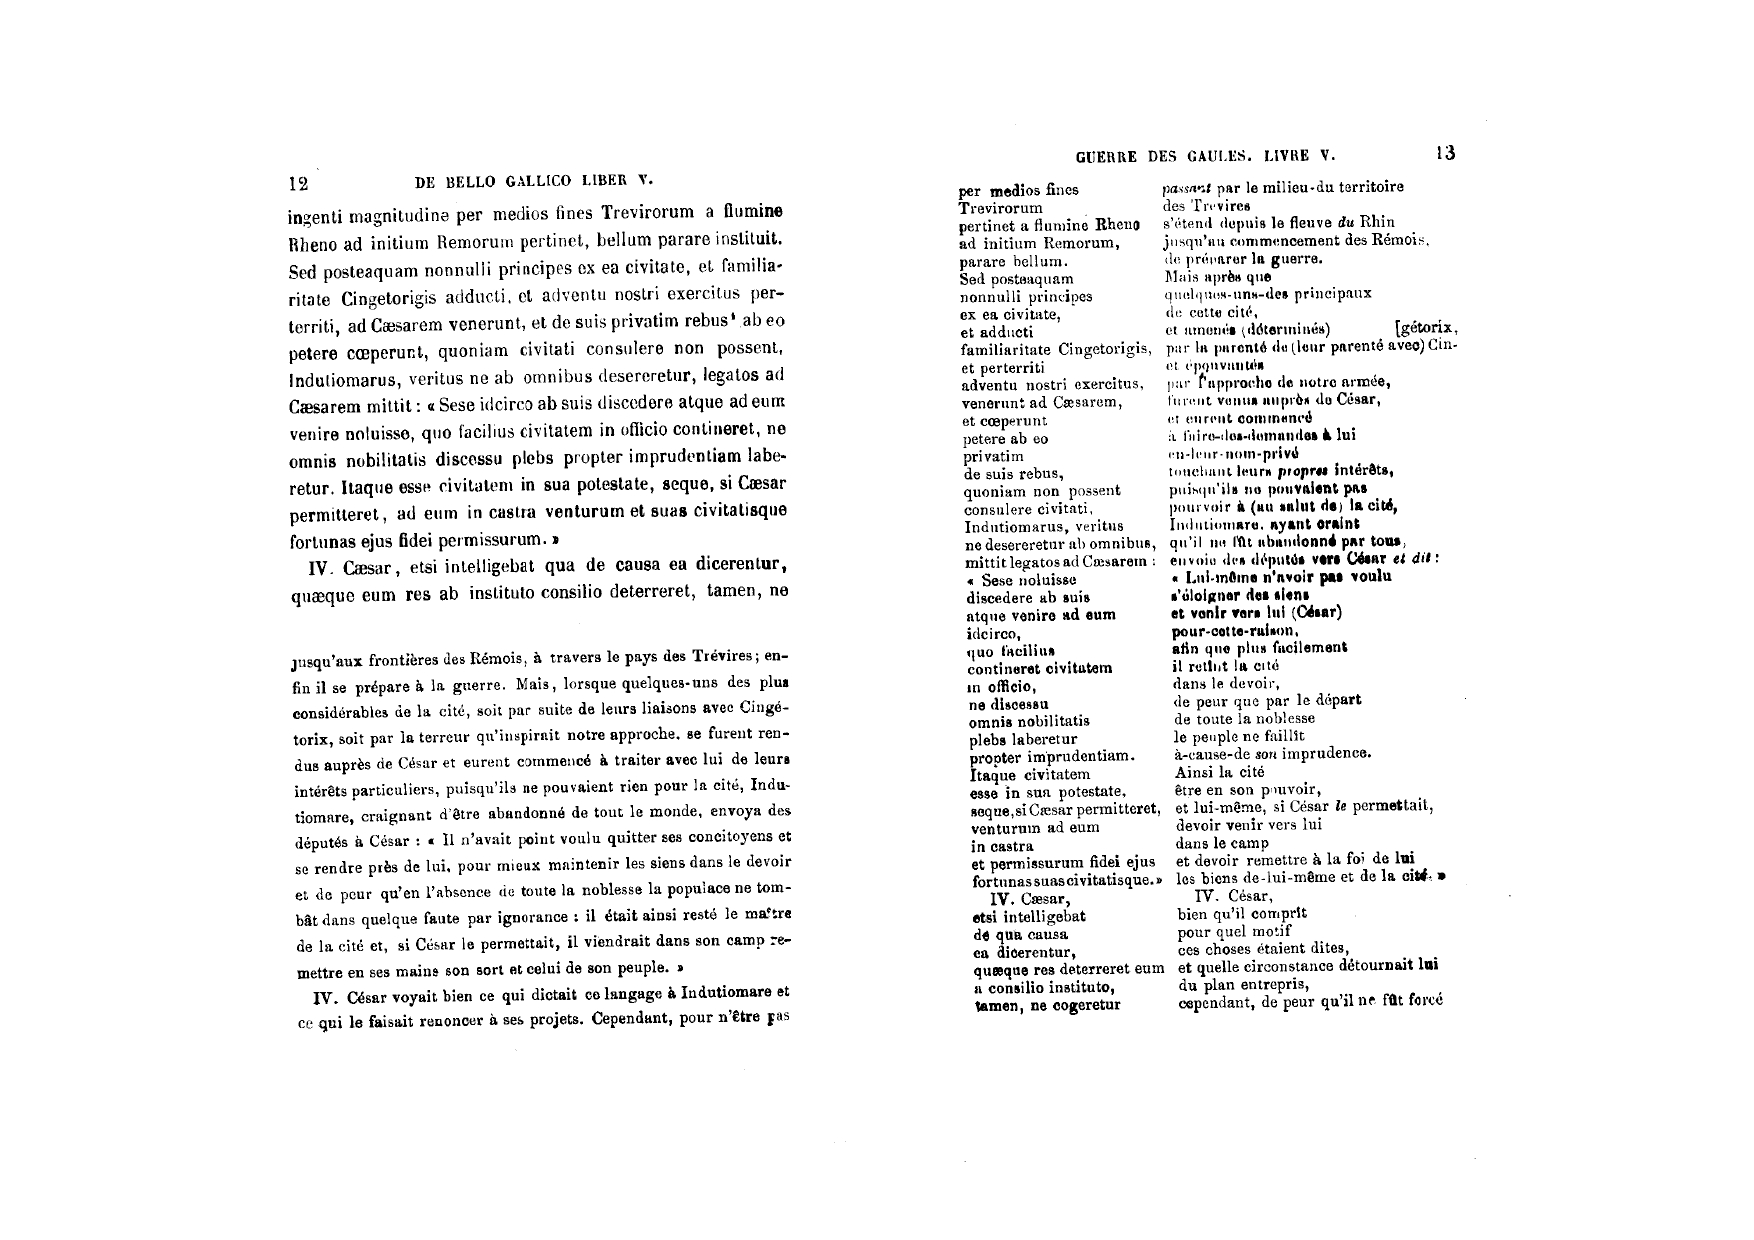 12 DE BELLO GALLICO LIBER V.
ingenti magnitudine per medios fines Trevirorum a flumine
Rheno ad initium Remorum pertinet, bellum parare instituit.
Sed posteaquam nonnulli principes ex ea civitate, et familia-
ritate Cingetorigis adducti, et adventu nostri exercitus per-
territi, ad Cæsarem venerunt, et de suis privatim rebus¹ ab eo
petere cœperunt, quoniam civitati consulere non possent,
Indutiomarus, veritus ne ab omnibus desereretur, legatos ad
Cæsarem mittit : « Sese idcirco ab suis discedere atque ad eum
venire noluisse, quo facilius civitatem in officio contineret, ne
omnis nobilitatis discessu plebs propter imprudentiam labe-
retur. Itaque esse civitatem in sua potestate, seque, si Cæsar
permitteret, ad eum in castra venturum et suas civitatisque
fortunas ejus fidei permissurum. »
IV. Cæsar, etsi intelligebat qua de causa ea dicerentur,
quæque eum res ab instituto consilio deterreret, tamen, ne
jusqu'aux frontières des Rémois, à travers le pays des Trévires ; en-
fin il se prépare à la guerre. Mais, lorsque quelques-uns des plus
considérables de la cité, soit par suite de leurs liaisons avec Cingé-
torix, soit par la terreur qu'inspirait notre approche, se furent ren-
dus auprès de César et eurent commencé à traiter avec lui de leurs
intérêts particuliers, puisqu'ils ne pouvaient rien pour la cité, Indu-
tiomare, craignant d'être abandonné de tout le monde, envoya des
députés à César : « Il n'avait point voulu quitter ses concitoyens et
se rendre près de lui, pour mieux maintenir les siens dans le devoir
et de peur qu'en l'absence de toute la noblesse la populace ne tom-
bât dans quelque faute par ignorance : il était ainsi resté le maître
de la cité et, si César le permettait, il viendrait dans son camp re-
mettre en ses mains son sort et celui de son peuple. »
IV. César voyait bien ce qui dictait ce langage à Indutiomare et
ce qui le faisait renoncer à ses projets. Cependant, pour n'être pas
GUERRE DES GAULES. LIVRE V. 13
per medios fines
Trevirorum
pertinet a flumine Rheno
ad initium Remorum,
parare bellum.
Sed posteaquam
nonnulli principes
ex ea civitate,
et adducti
familiaritate Cingetorigis,
et perterriti
adventu nostri exercitus,
venerunt ad Cæsarem,
et cœperunt
petere ab eo
privatim
de suis rebus,
quoniam non possent
consulere civitati,
Indutiomarus, veritus
ne desereretur ab omnibus,
mittit legatos ad Cæsarem :
« Sese noluisse
discedere ab suis
atque venire ad eum
idcirco,
quo facilius
contineret civitatem
in officio,
ne discessu
omnis nobilitatis
plebs laberetur
propter imprudentiam.
Itaque civitatem
esse in sua potestate,
seque, si Cæsar permitteret,
venturum ad eum
in castra
et permissurum fidei ejus
fortunas suas civitatisque. »
IV. Cæsar,
etsi intelligebat
de qua causa
ea dicerentur,
quæque res deterreret eum
a consilio instituto,
tamen, ne cogeretur
passant par le milieu-du territoire
des Trévires
s'étend depuis le fleuve du Rhin
jusqu'au commencement des Rémois,
de préparer la guerre.
Mais après que
quelques-uns-des principaux
de cette cité,
et amenés (déterminés) [gétorix,
par la parenté de (leur parenté avec) Cin-
et épouvantés
par l'approche de notre armée,
furent venus auprès de César,
et eurent commencé
à faire-des-demandes à lui
en-leur-nom-privé
touchant leurs propres intérêts,
puisqu'ils ne pouvaient pas
pourvoir à (au salut de) la cité,
Indutiomare, ayant craint
qu'il ne fût abandonné par tous,
envoie des députés vers César et dit :
« Lui-même n'avoir pas voulu
s'éloigner des siens
et venir vers lui (César)
pour-cette-raison,
afin que plus facilement
il retînt la cité
dans le devoir,
de peur que par le départ
de toute la noblesse
le peuple ne faillît
à-cause-de son imprudence.
Ainsi la cité
être en son pouvoir,
et lui-même, si César le permettait,
devoir venir vers lui
dans le camp
et devoir remettre à la foi de lui
les biens de-lui-même et de la cité. »
IV. César,
bien qu'il comprît
pour quel motif
ces choses étaient dites,
et quelle circonstance détournait lui
du plan entrepris,
cependant, de peur qu'il ne fût forcé